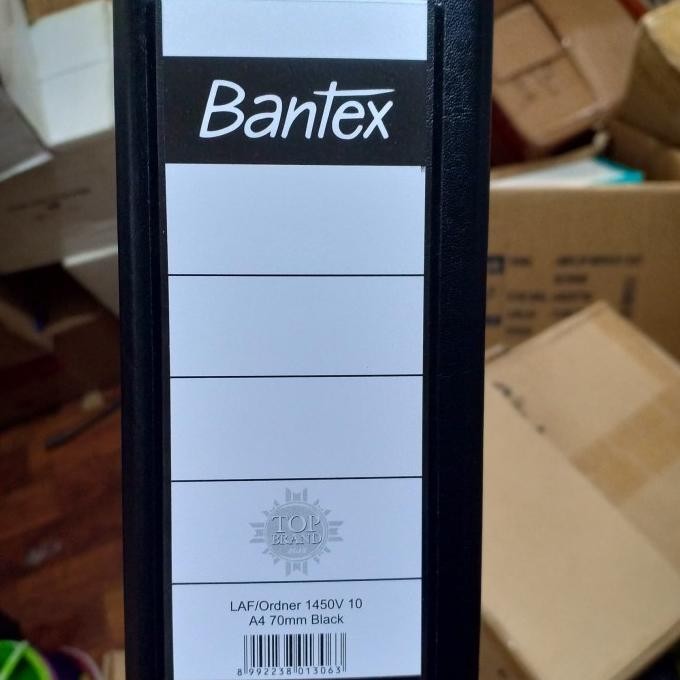 Bantex
TOP
BRAND
LAF/Ordner 1450V 10
A4 70mm Black
8 992238 013063